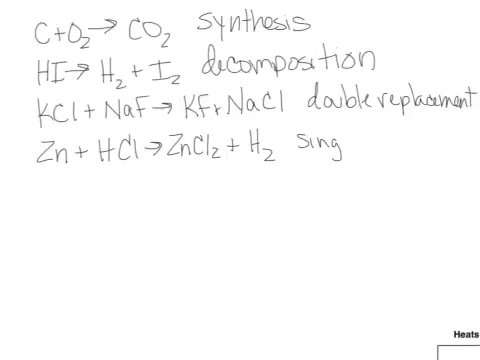 C+O₂→ CO₂ synthesis
HI→ H₂ + I₂ decomposition
KCl + NaF → KF + NaCl double replacement
Zn + HCl → ZnCl₂ + H₂ sing
Heats